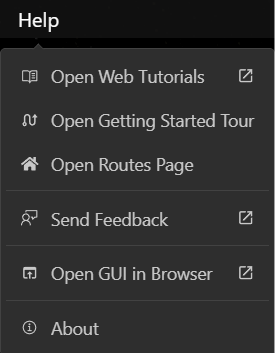 Help
Open Web Tutorials
Open Getting Started Tour
Open Routes Page
Send Feedback
Open GUI in Browser
About